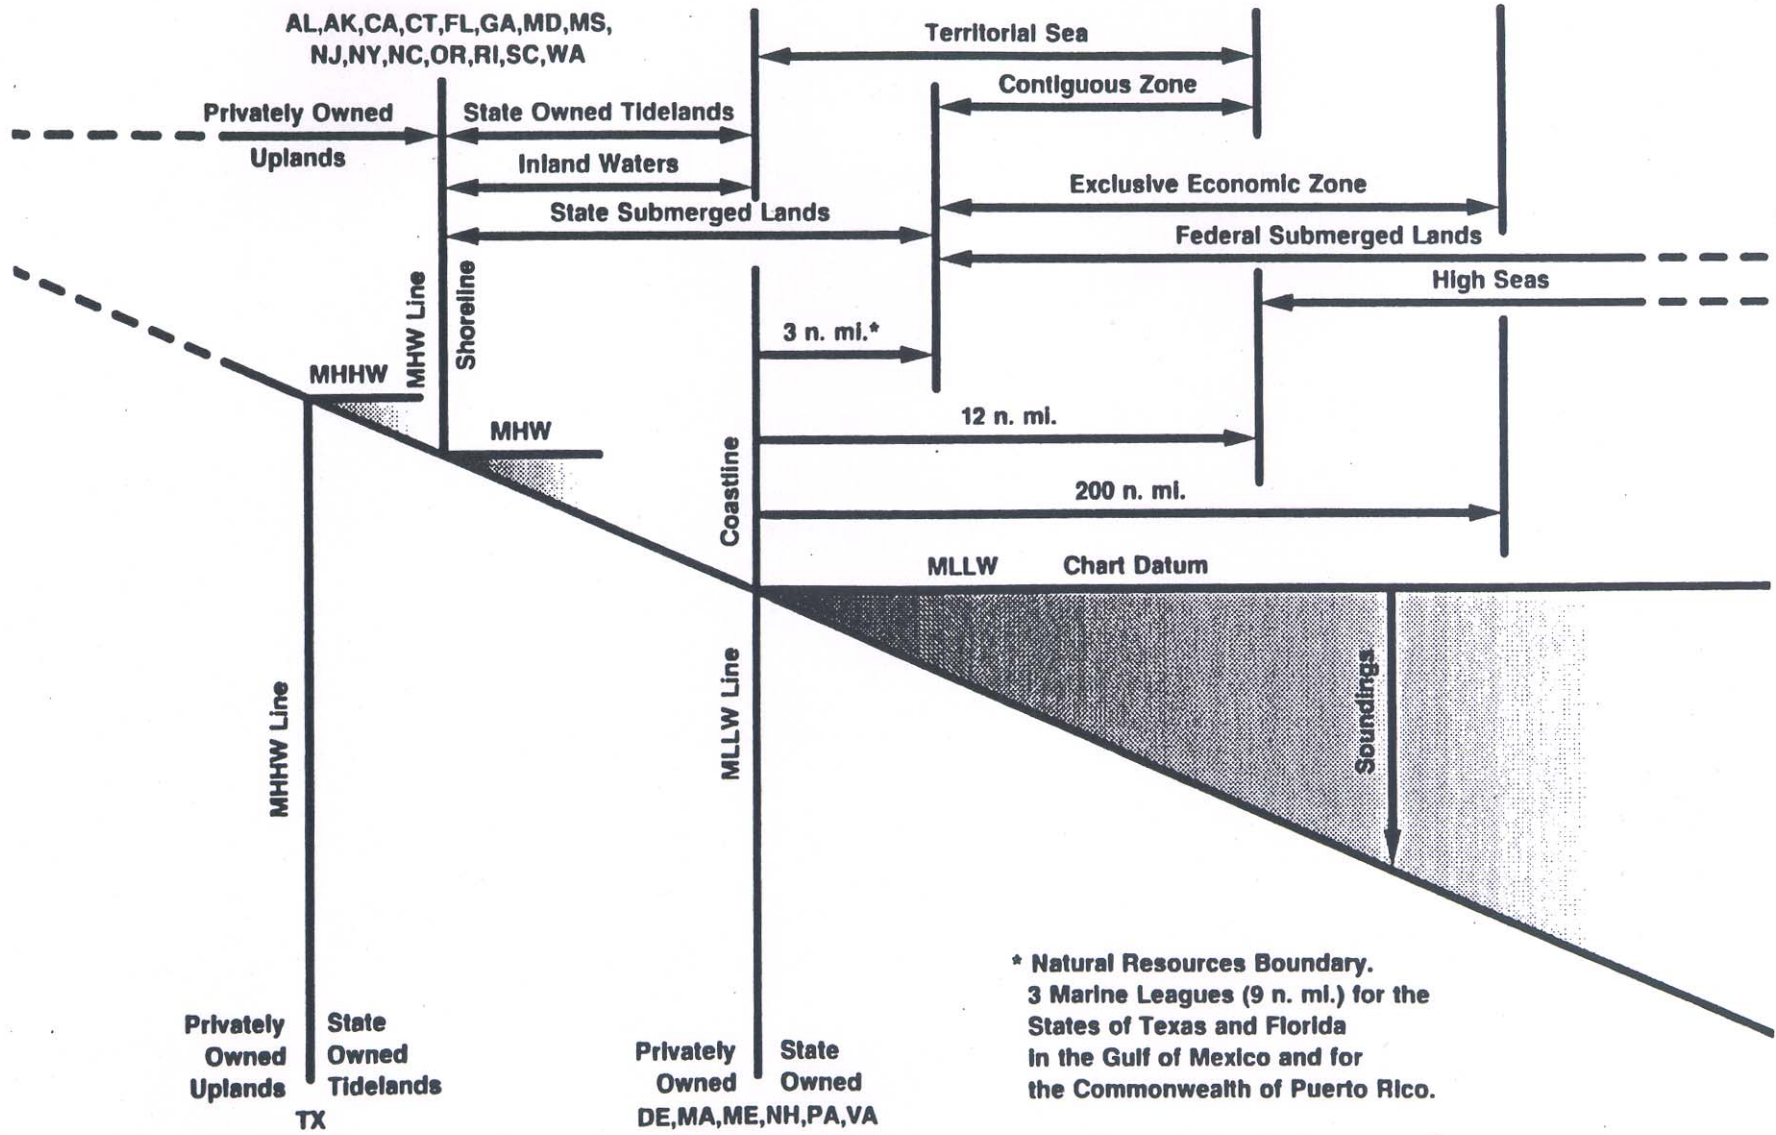 AL,AK,CA,CT,FL,GA,MD,MS,
NJ,NY,NC,OR,RI,SC,WA
Territorial Sea
Contiguous Zone
Privately Owned
Uplands
State Owned Tidelands
Inland Waters
State Submerged Lands
Exclusive Economic Zone
Federal Submerged Lands
High Seas
MHW Line
Shoreline
3 n. mi.*
MHHW
MHW
12 n. mi.
Coastline
200 n. mi.
MLLW
Chart Datum
MHHW Line
MLLW Line
Soundings
* Natural Resources Boundary.
3 Marine Leagues (9 n. mi.) for the
States of Texas and Florida
in the Gulf of Mexico and for
the Commonwealth of Puerto Rico.
Privately
Owned
Uplands
State
Owned
Tidelands
TX
Privately
Owned
State
Owned
DE,MA,ME,NH,PA,VA